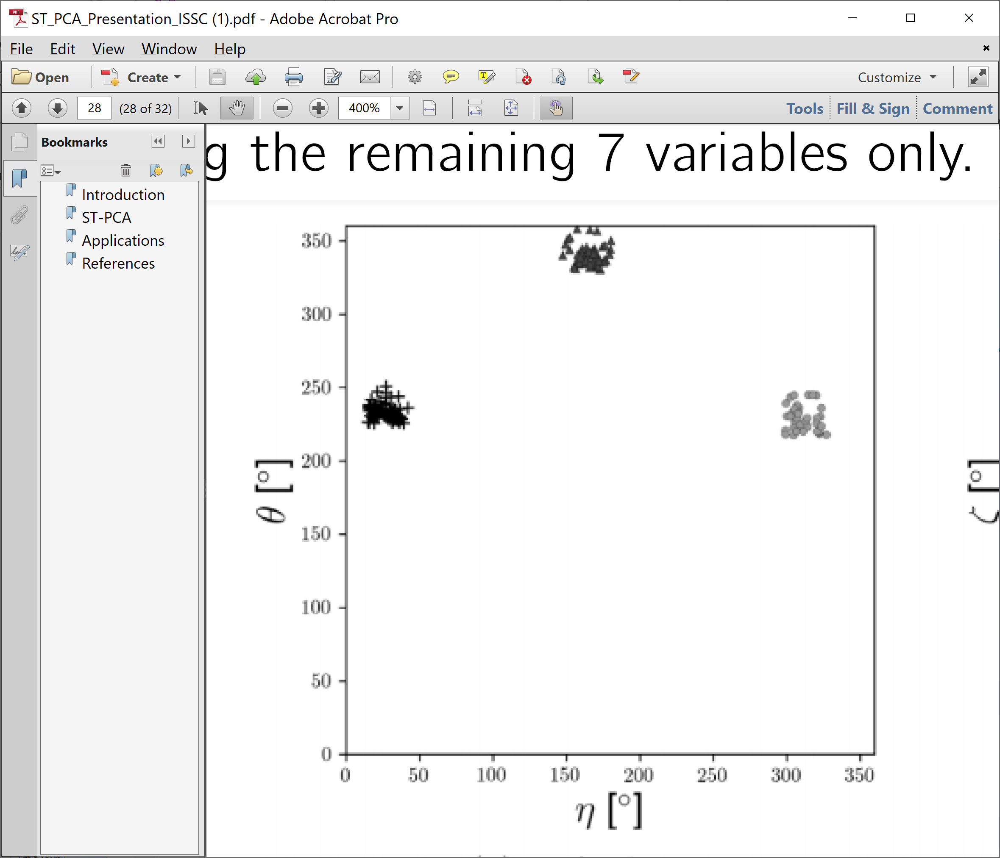 ST_PCA_Presentation_ISSC (1).pdf - Adobe Acrobat Pro
File Edit View Window Help
Open Create Customize
28 (28 of 32) 400% Tools Fill & Sign Comment
Bookmarks
Introduction
ST-PCA
Applications
References
g the remaining 7 variables only.
350
300
250
200
150
100
50
0
θ [°]
0 50 100 150 200 250 300 350
η [°]
ζ [°]